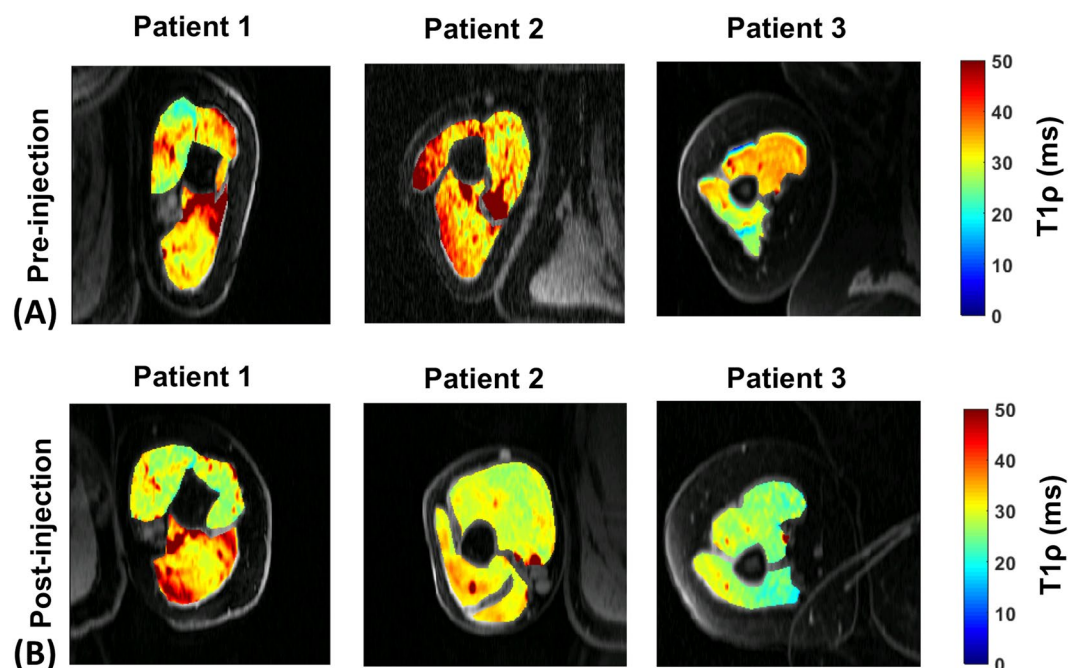 Patient 1 Patient 2 Patient 3
Pre-injection
(A)
50
40
30
20
10
0
T1ρ (ms)
Patient 1 Patient 2 Patient 3
Post-injection
(B)
50
40
30
20
10
0
T1ρ (ms)